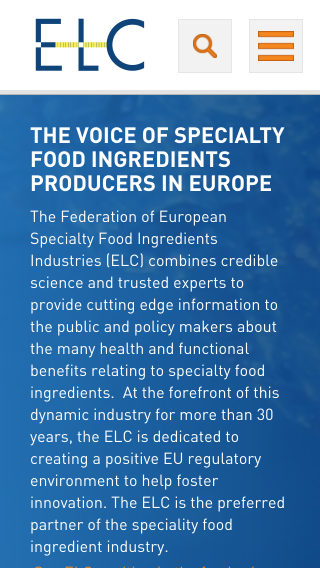 ELC
THE VOICE OF SPECIALTY
FOOD INGREDIENTS
PRODUCERS IN EUROPE
The Federation of European
Specialty Food Ingredients
Industries (ELC) combines credible
science and trusted experts to
provide cutting edge information to
the public and policy makers about
the many health and functional
benefits relating to specialty food
ingredients.  At the forefront of this
dynamic industry for more than 30
years, the ELC is dedicated to
creating a positive EU regulatory
environment to help foster
innovation. The ELC is the preferred
partner of the speciality food
ingredient industry.